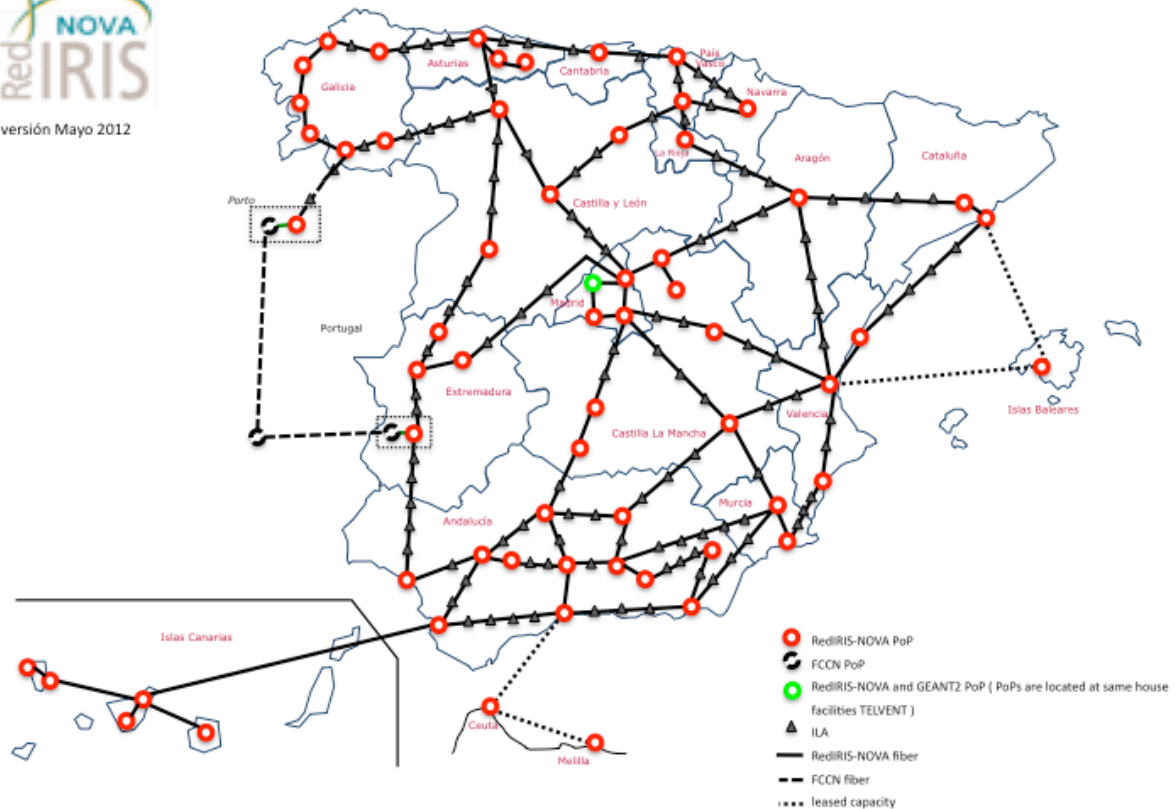 NOVA
RedIRIS
versión Mayo 2012
Asturias
Cantabria
País
Vasco
Navarra
Galicia
La Rioja
Aragón
Cataluña
Porto
Castilla y León
Madrid
Portugal
Extremadura
Castilla La Mancha
Valencia
Islas Baleares
Murcia
Andalucía
Islas Canarias
Ceuta
Melilla
RedIRIS-NOVA PoP
FCCN PoP
RedIRIS-NOVA and GEANT2 PoP ( PoPs are located at same house
facilities TELVENT )
ILA
RedIRIS-NOVA fiber
FCCN fiber
leased capacity